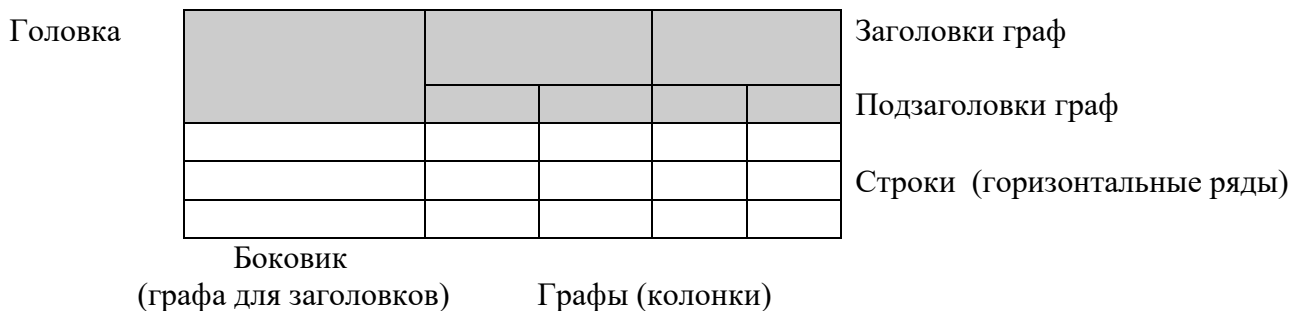 Головка
Заголовки граф
Подзаголовки граф
Строки (горизонтальные ряды)
Боковик
(графа для заголовков)
Графы (колонки)